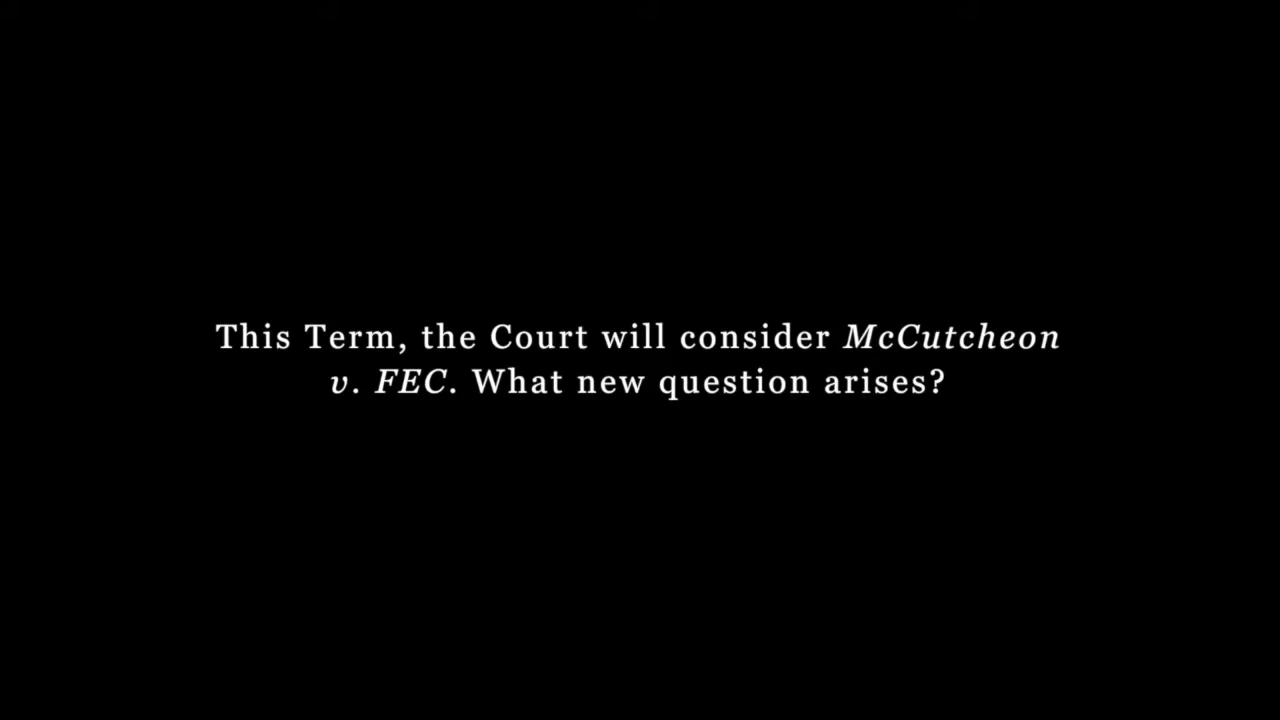 This Term, the Court will consider McCutcheon
v. FEC. What new question arises?